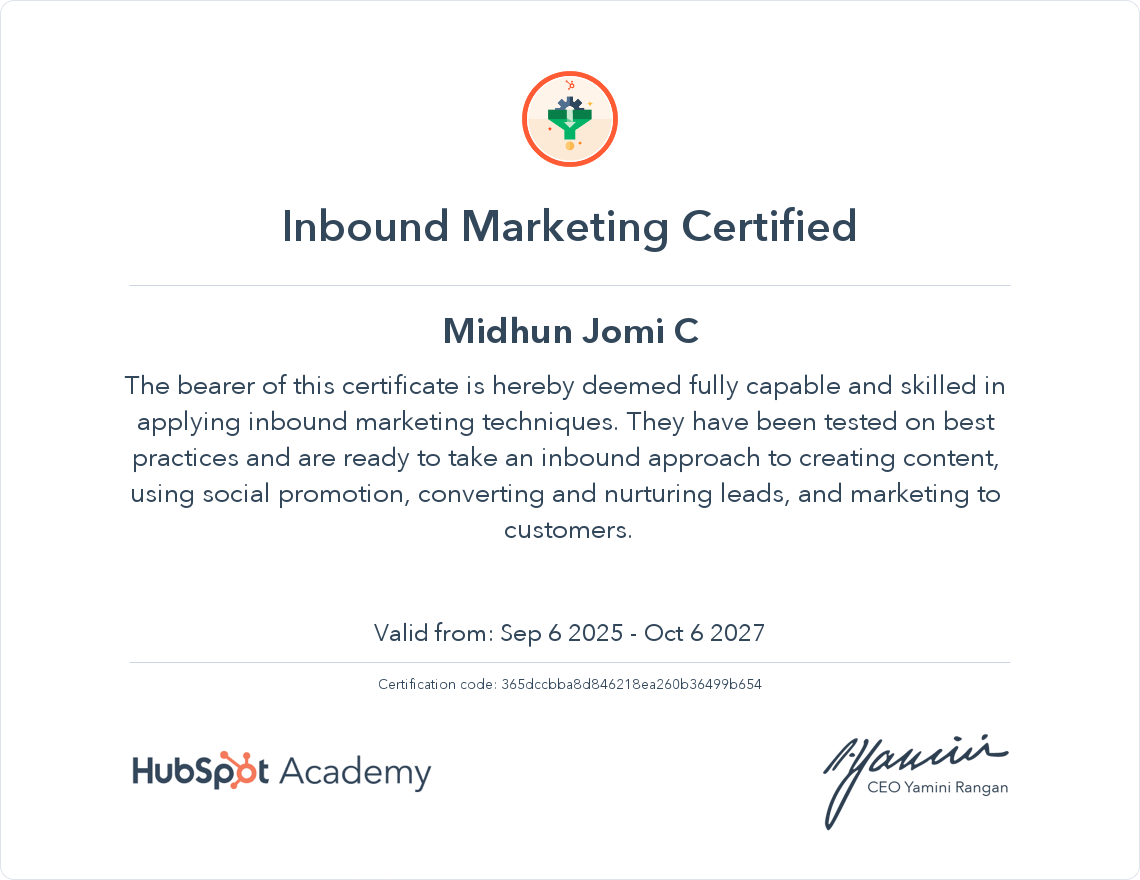 Inbound Marketing Certified
Midhun Jomi C
The bearer of this certificate is hereby deemed fully capable and skilled in
applying inbound marketing techniques. They have been tested on best
practices and are ready to take an inbound approach to creating content,
using social promotion, converting and nurturing leads, and marketing to
customers.
Valid from: Sep 6 2025 - Oct 6 2027
Certification code: 365dccbba8d846218ea260b36499b654
HubSpot Academy
Yamini
CEO Yamini Rangan